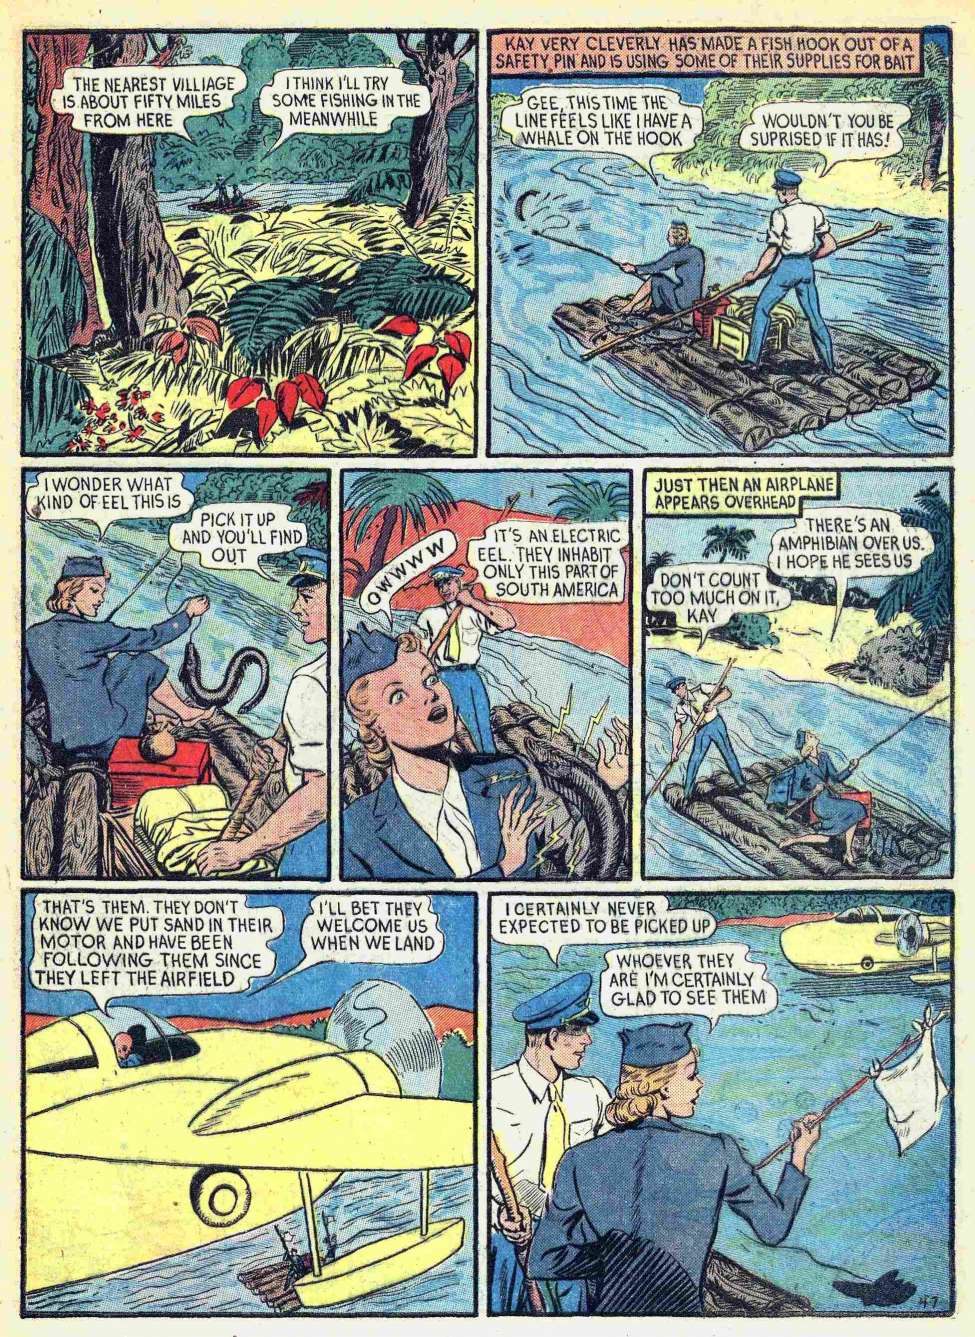 THE NEAREST VILLIAGE
IS ABOUT FIFTY MILES
FROM HERE
I THINK I'LL TRY
SOME FISHING IN THE
MEANWHILE
KAY VERY CLEVERLY HAS MADE A FISH HOOK OUT OF A
SAFETY PIN AND IS USING SOME OF THEIR SUPPLIES FOR BAIT
GEE, THIS TIME THE
LINE FEELS LIKE I HAVE A
WHALE ON THE HOOK
WOULDN'T YOU BE
SUPRISED IF IT HAS!
I WONDER WHAT
KIND OF EEL THIS IS
PICK IT UP
AND YOU'LL FIND
OUT
OWWWW
IT'S AN ELECTRIC
EEL. THEY INHABIT
ONLY THIS PART OF
SOUTH AMERICA
JUST THEN AN AIRPLANE
APPEARS OVERHEAD
THERE'S AN
AMPHIBIAN OVER US.
I HOPE HE SEES US
DON'T COUNT
TOO MUCH ON IT,
KAY
THAT'S THEM. THEY DON'T
KNOW WE PUT SAND IN THEIR
MOTOR AND HAVE BEEN
FOLLOWING THEM SINCE
THEY LEFT THE AIRFIELD
I'LL BET THEY
WELCOME US
WHEN WE LAND
I CERTAINLY NEVER
EXPECTED TO BE PICKED UP
WHOEVER THEY
ARE I'M CERTAINLY
GLAD TO SEE THEM
47